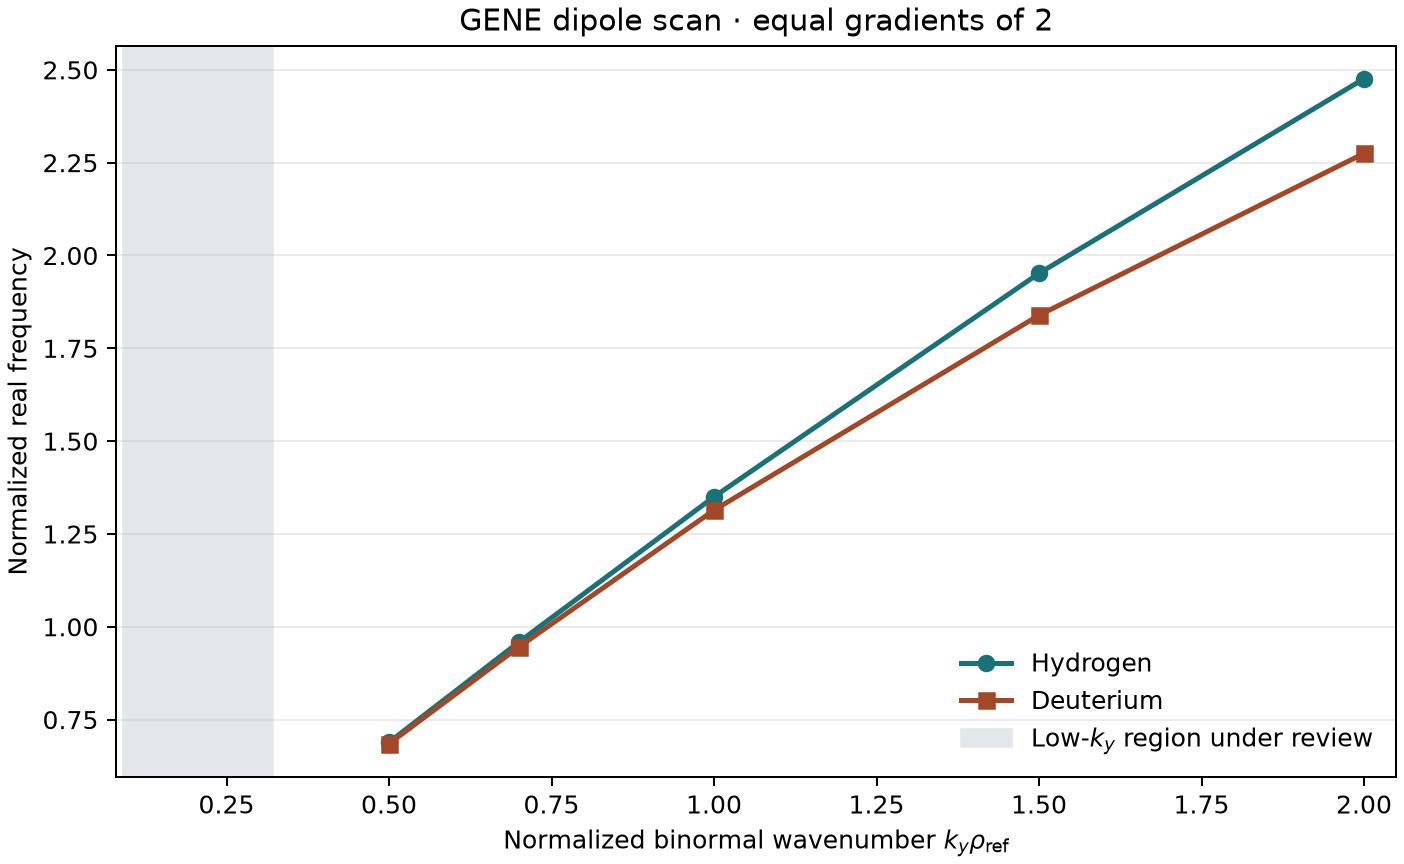 GENE dipole scan · equal gradients of 2
Normalized real frequency
2.50
2.25
2.00
1.75
1.50
1.25
1.00
0.75
Hydrogen
Deuterium
Low-k_y region under review
0.25 0.50 0.75 1.00 1.25 1.50 1.75 2.00
Normalized binormal wavenumber k_yρ_ref